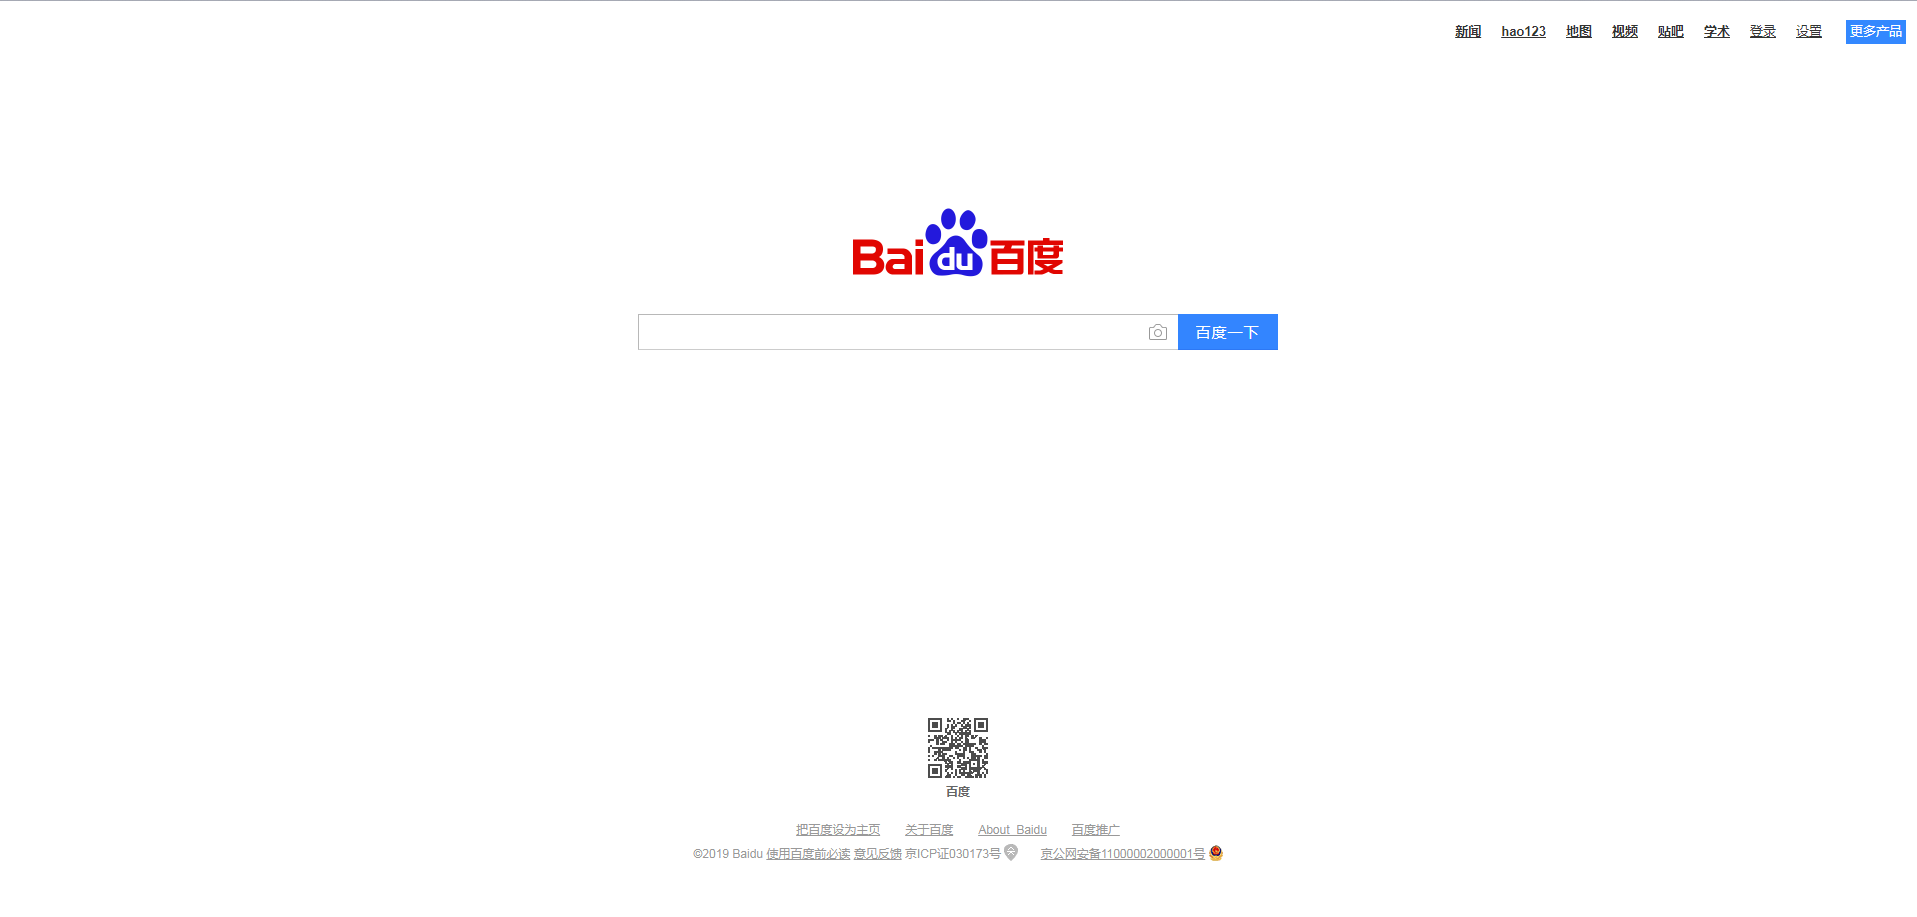 新闻 hao123 地图 视频 贴吧 学术 登录 设置 更多产品
Bai du 百度
百度一下
百度
把百度设为主页 关于百度 About Baidu 百度推广
©2019 Baidu 使用百度前必读 意见反馈 京ICP证030173号 京公网安备11000002000001号